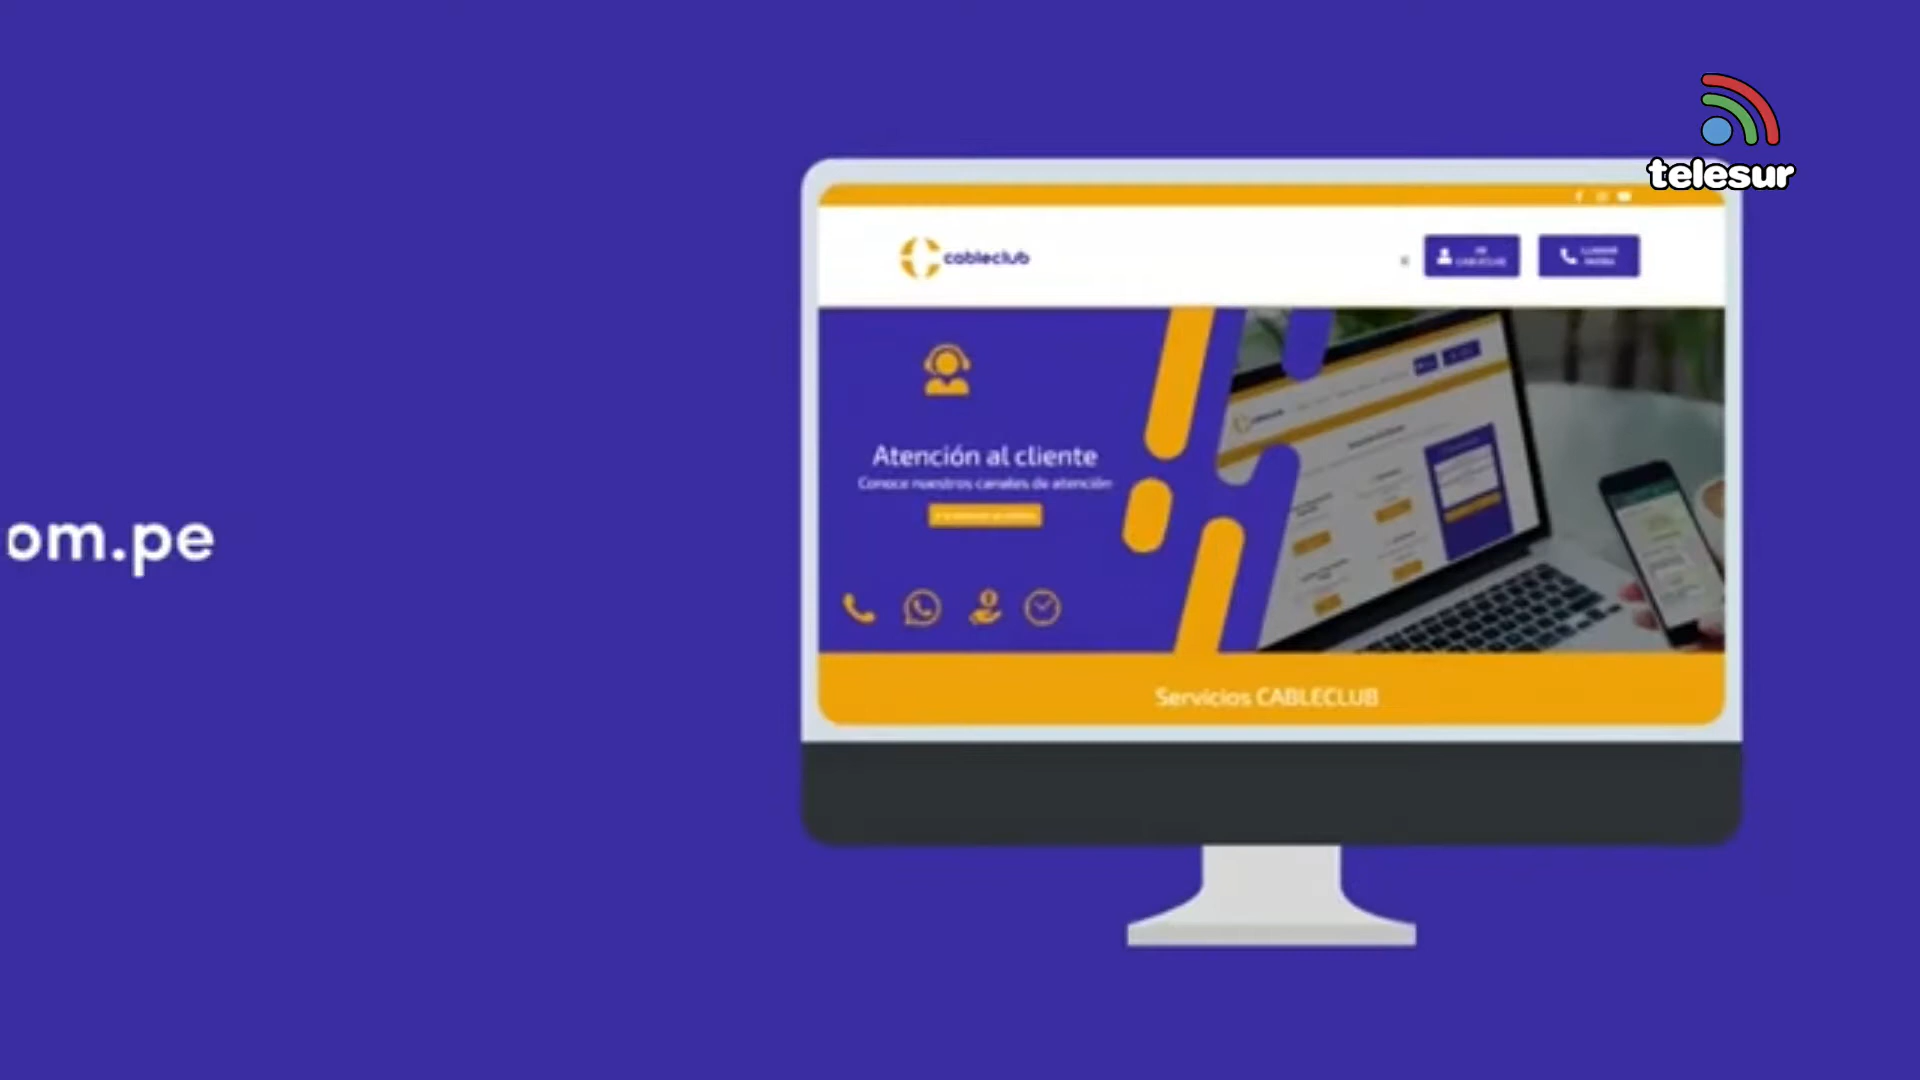 telesur
cableclub
Atención al cliente
Conoce nuestros canales de atención
om.pe
Servicios CABLECLUB